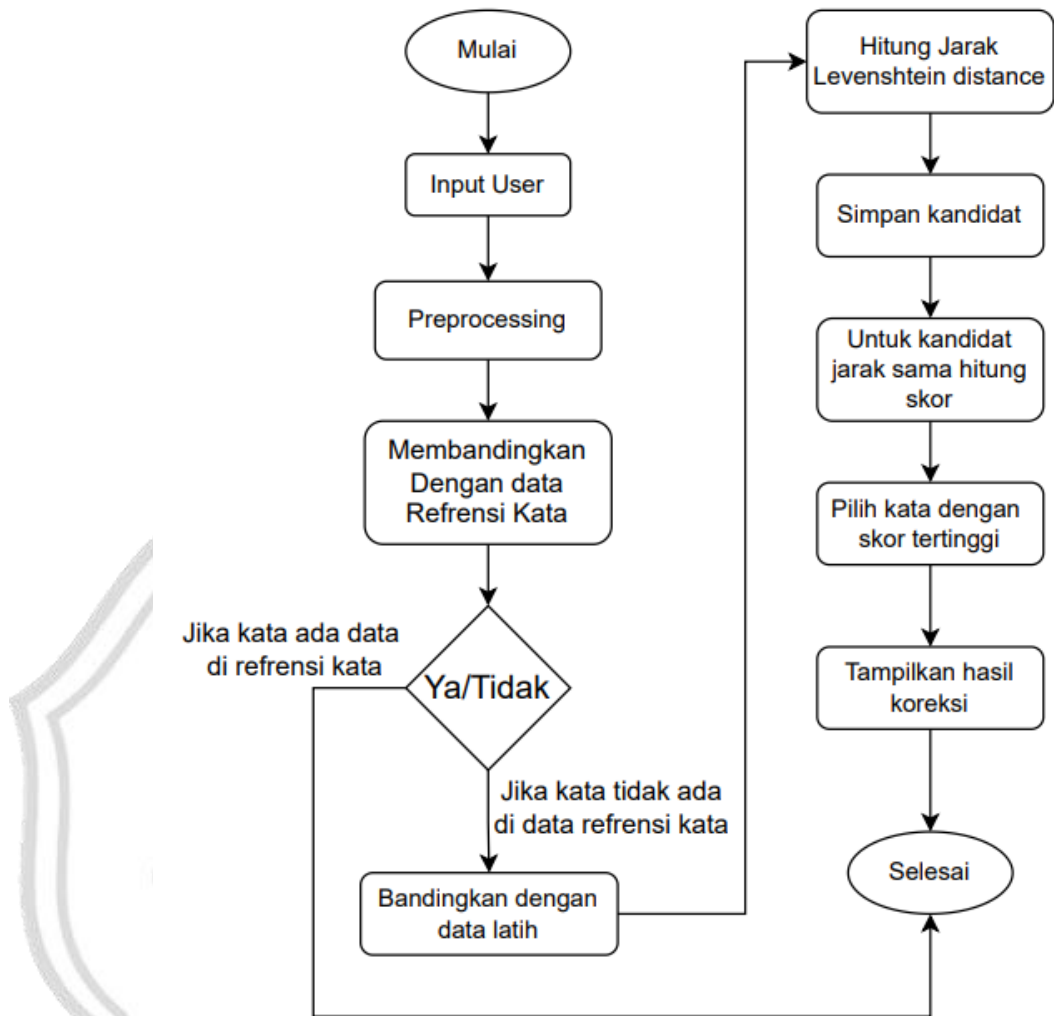 Mulai
Input User
Preprocessing
Membandingkan
Dengan data
Refrensi Kata
Jika kata ada data
di refrensi kata
Ya/Tidak
Jika kata tidak ada
di data refrensi kata
Bandingkan dengan
data latih
Hitung Jarak
Levenshtein distance
Simpan kandidat
Untuk kandidat
jarak sama hitung
skor
Pilih kata dengan
skor tertinggi
Tampilkan hasil
koreksi
Selesai